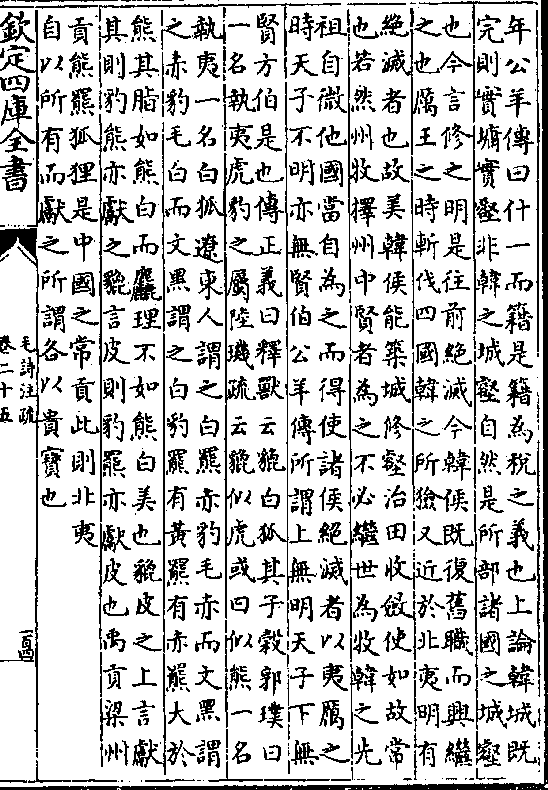 年公羊傳曰什一而籍是籍為稅之義也上論韓城既
完則實墉實壑非韓之城壑自然是所部諸國之城壑
也今言修之明是往前絕滅今韓侯既復舊職而興繼
之也厲王之時斬伐四國韓之所獫又近於北夷明有
絕滅者也故美韓侯能築城修壑治田收斂使如故常
也若然州牧擇州中賢者為之不必繼世為牧韓之先
祖自微他國當自為之而得使諸侯絕滅者以夷厲之
時天子不明亦無賢伯公羊傳所謂上無明天子下無
賢方伯是也傳正義曰釋獸云貔白狐其子豰郭璞曰
一名執夷虎豹之屬陸璣疏云貔似虎或曰似熊一名
執夷一名白狐遼東人謂之白羆赤豹毛赤而文黑謂
之赤豹毛白而文黑謂之白豹羆有黃羆有赤羆大於
熊其脂如熊白而麤理不如熊白美也貔皮之上言獻
其則豹熊亦獻之貔言皮則豹羆亦獻皮也禹貢梁州
貢熊羆狐狸是中國之常貢此則北夷
自以所有而獻之所謂各以貴寶也
欽定四庫全書
毛詩注疏
卷二十五